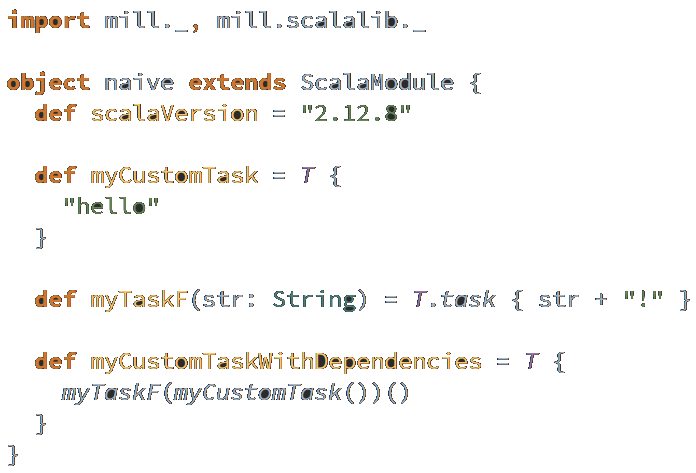 import mill._, mill.scalalib._
object naive extends ScalaModule {
  def scalaVersion = "2.12.8"
  def myCustomTask = T {
    "hello"
  }
  def myTaskF(str: String) = T.task { str + "!" }
  def myCustomTaskWithDependencies = T {
    myTaskF(myCustomTask())()
  }
}